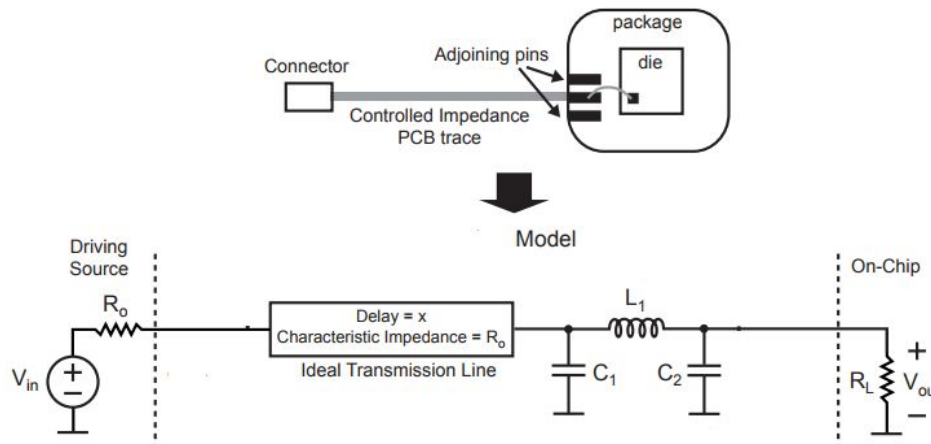 package
Adjoining pins
die
Connector
Controlled Impedance
PCB trace
Model
Driving
Source
On-Chip
Ro
L1
Delay = x
Characteristic Impedance = Ro
Ideal Transmission Line
Vin
C1
C2
RL
Vou